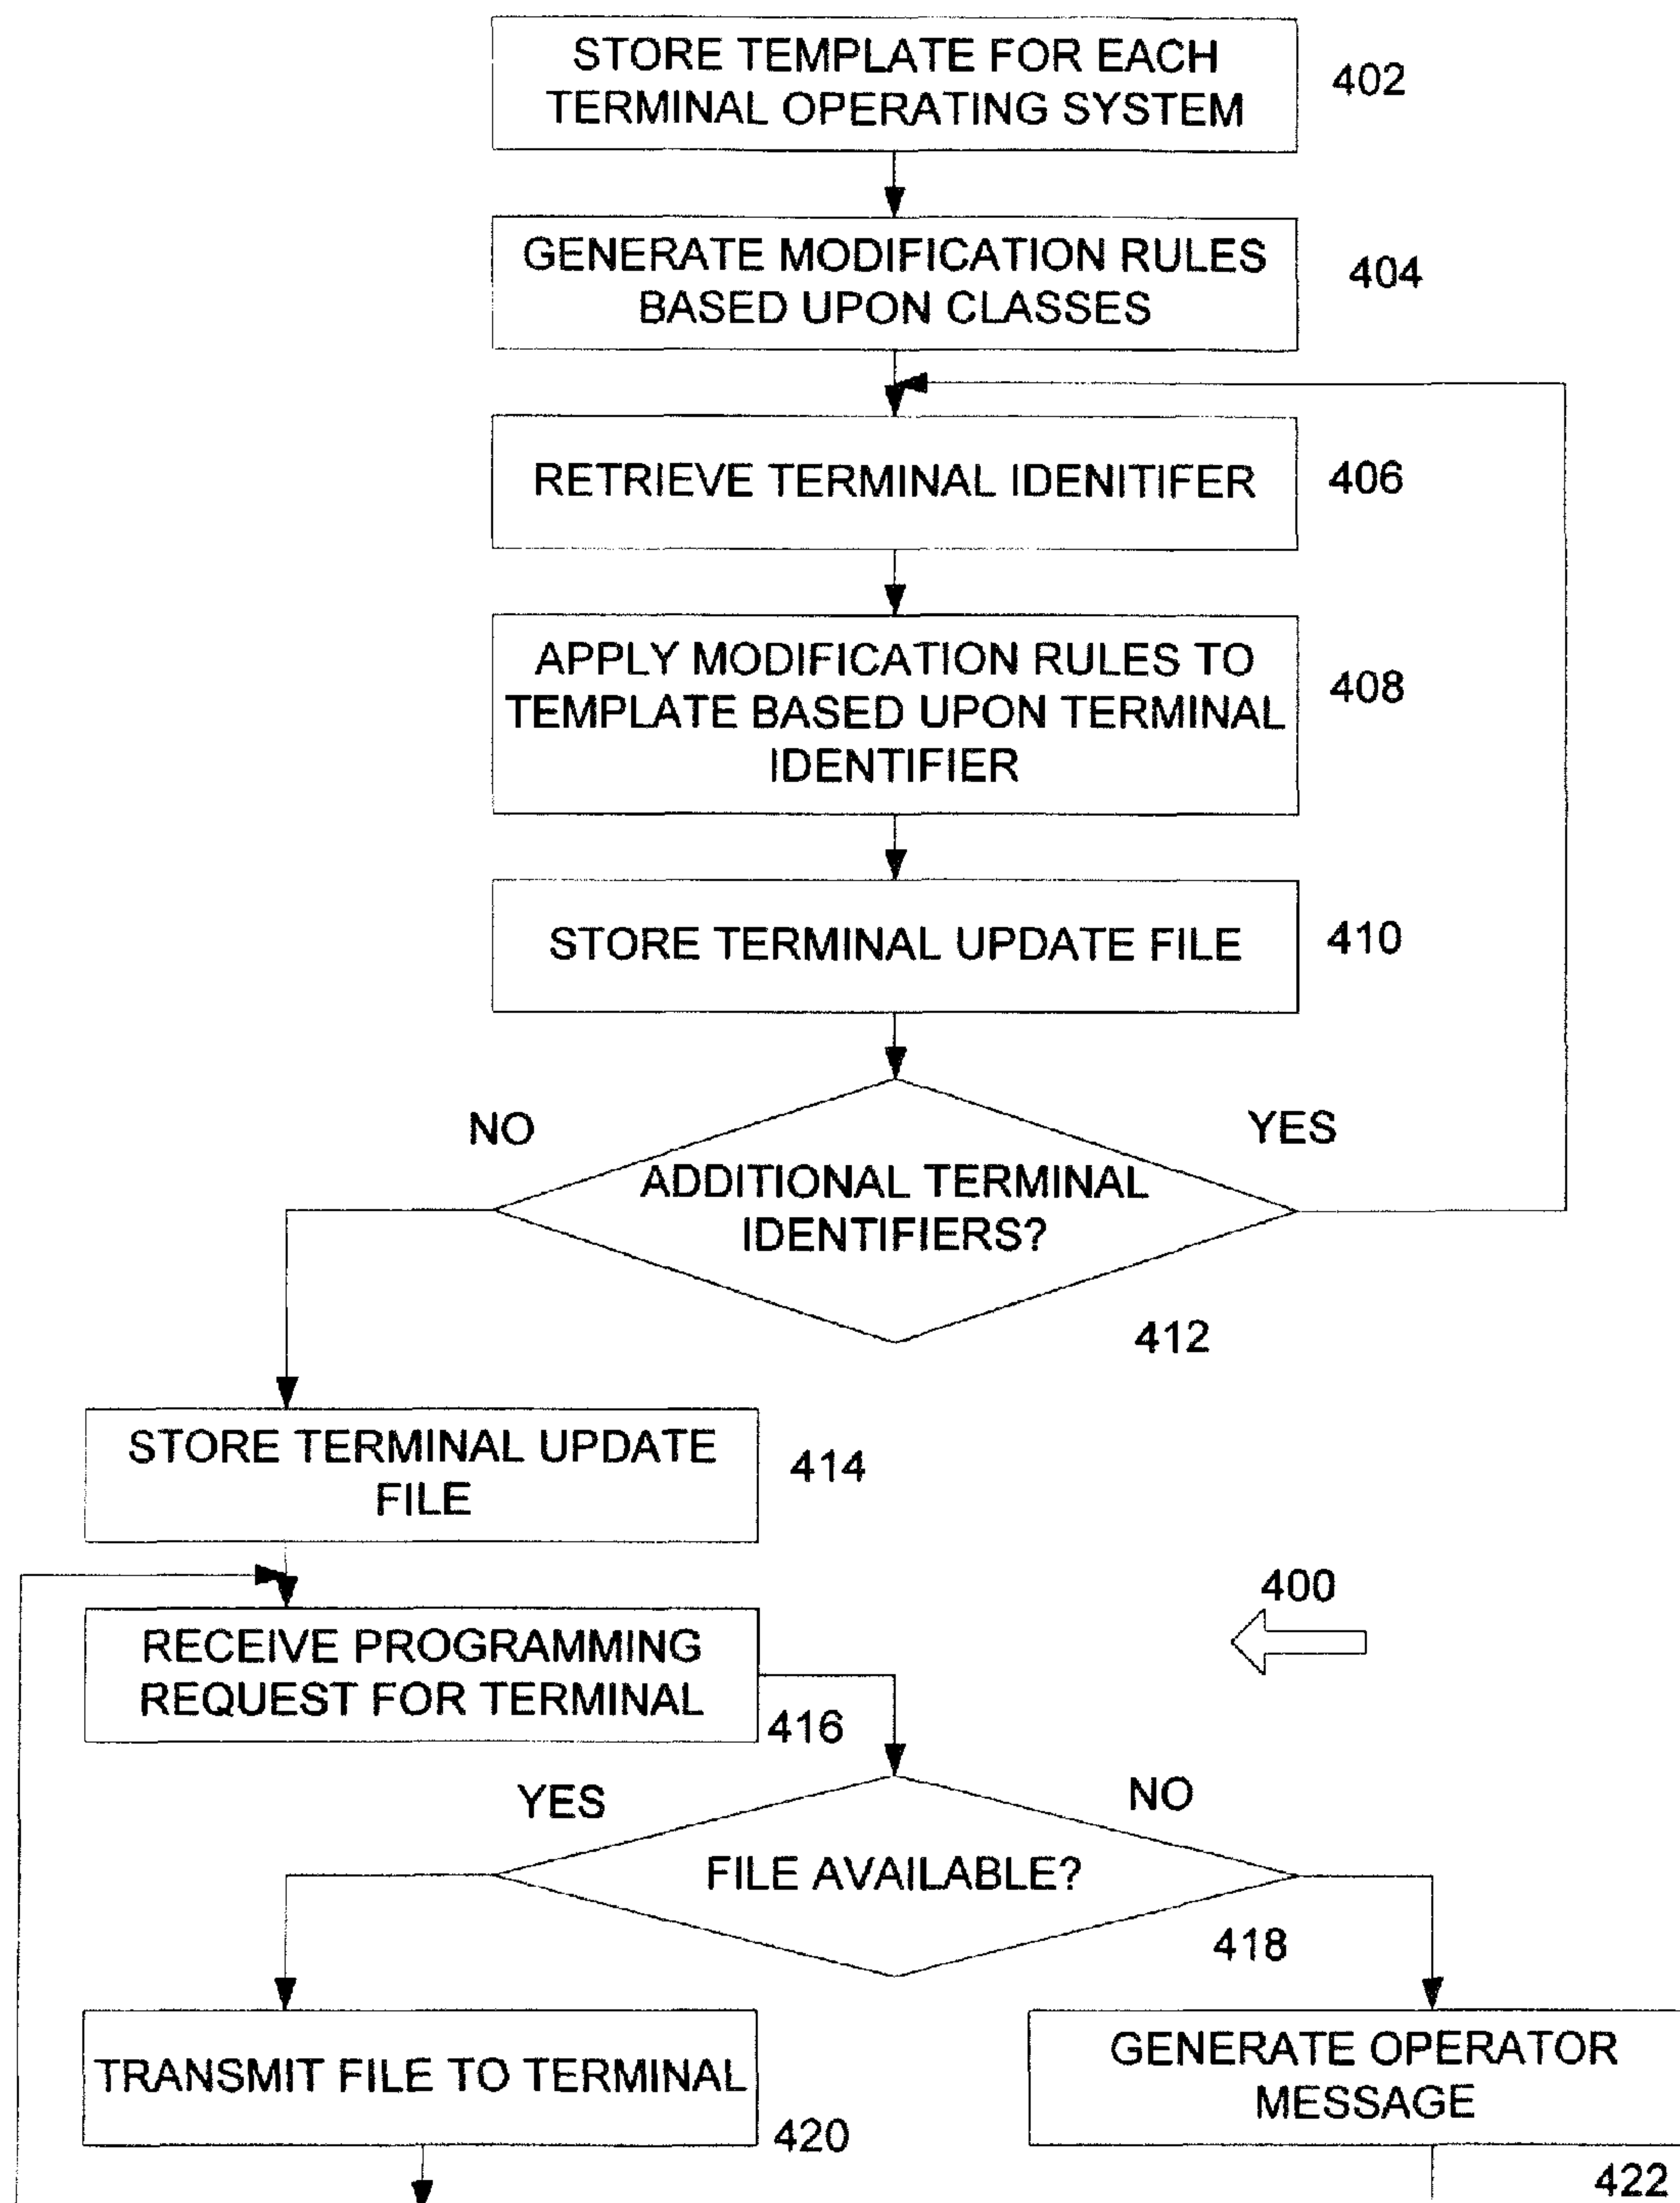 STORE TEMPLATE FOR EACH
TERMINAL OPERATING SYSTEM
402
GENERATE MODIFICATION RULES
BASED UPON CLASSES
404
RETRIEVE TERMINAL IDENITIFER
406
APPLY MODIFICATION RULES TO
TEMPLATE BASED UPON TERMINAL
IDENTIFIER
408
STORE TERMINAL UPDATE FILE
410
NO
YES
ADDITIONAL TERMINAL
IDENTIFIERS?
412
STORE TERMINAL UPDATE
FILE
414
400
RECEIVE PROGRAMMING
REQUEST FOR TERMINAL
416
YES
NO
FILE AVAILABLE?
418
TRANSMIT FILE TO TERMINAL
420
GENERATE OPERATOR
MESSAGE
422